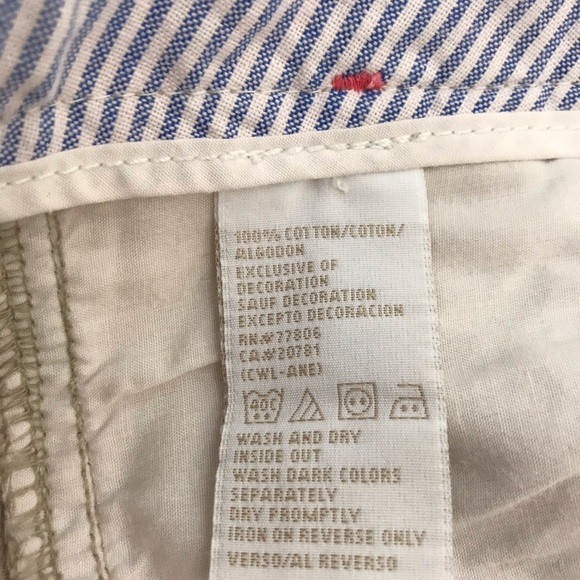 100% COTTON/COTON/
ALGODON
EXCLUSIVE OF
DECORATION
SAUF DECORATION
EXCEPTO DECORACION
RN#77806
CA#20781
(CWL-ANE)
40C
WASH AND DRY
INSIDE OUT
WASH DARK COLORS
SEPARATELY
DRY PROMPTLY
IRON ON REVERSE ONLY
VERSO/AL REVERSO